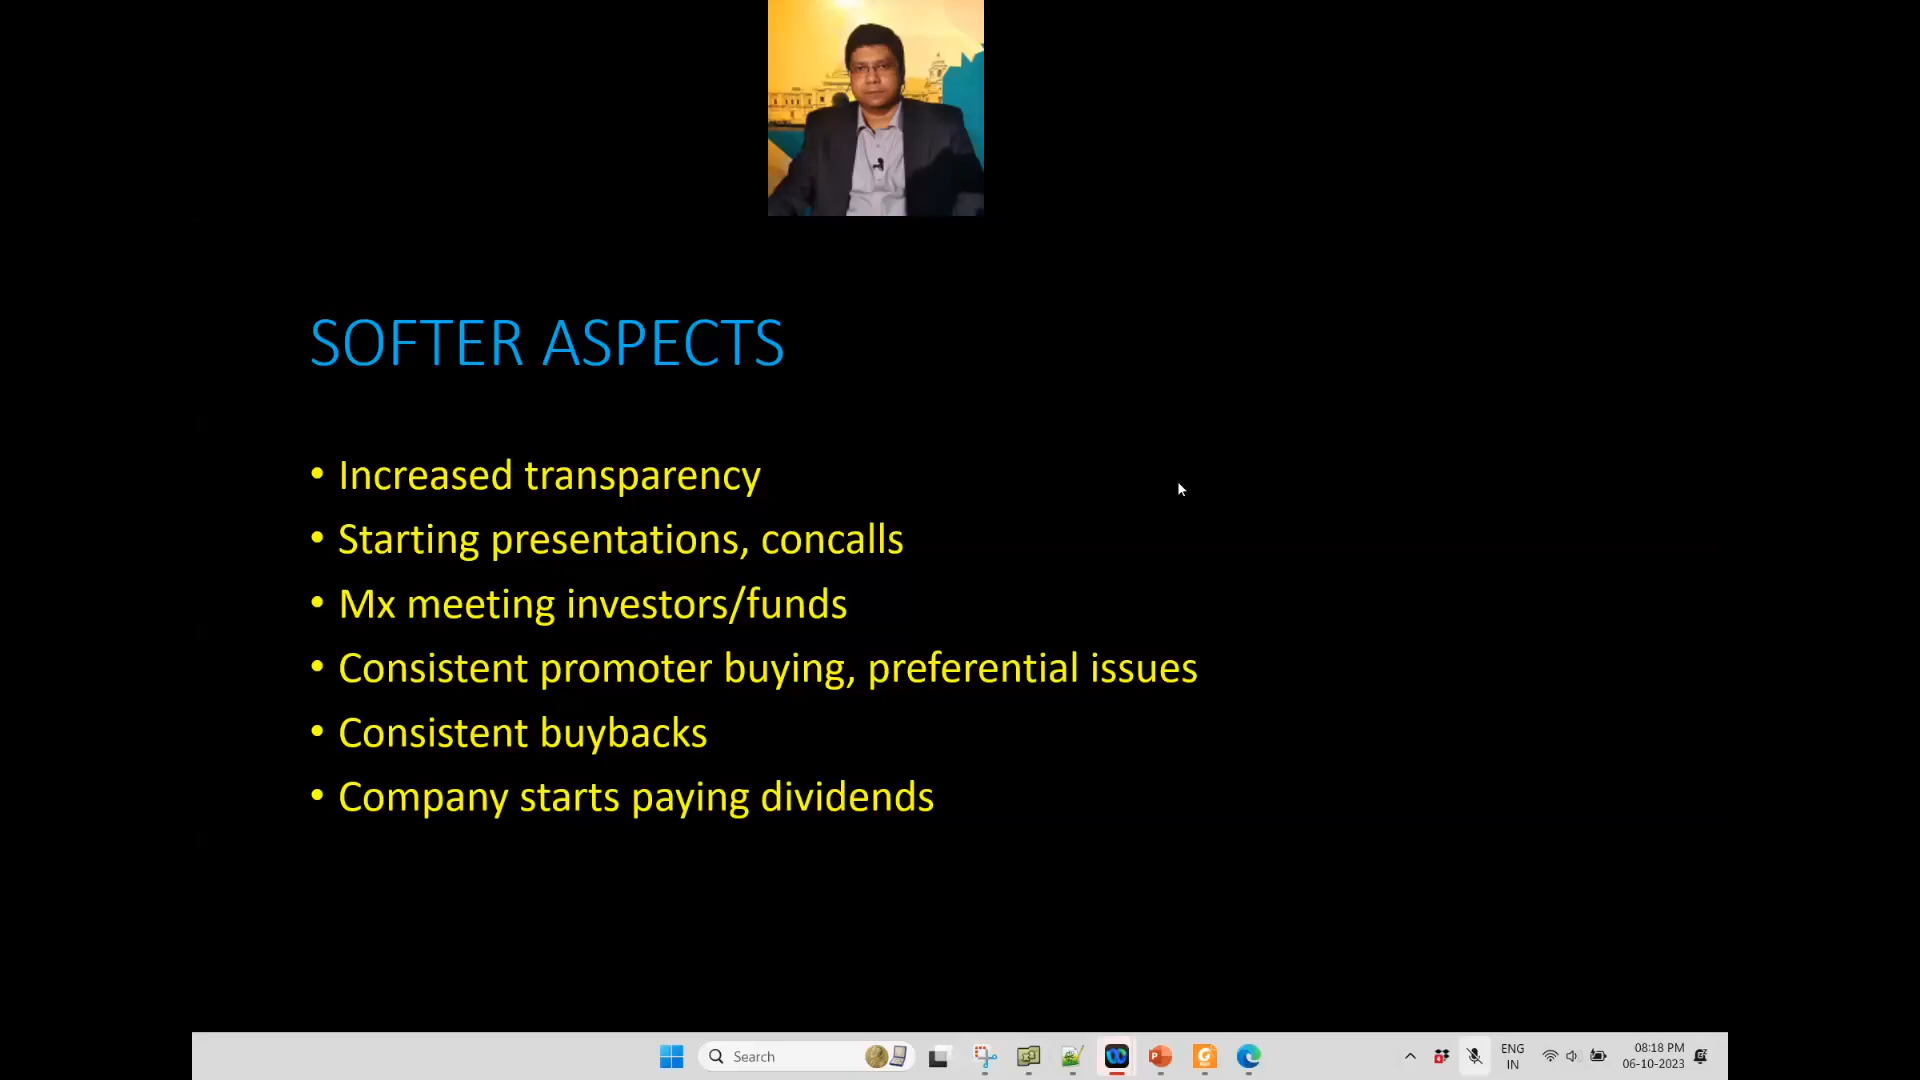 SOFTER ASPECTS
• Increased transparency
• Starting presentations, concalls
• Mx meeting investors/funds
• Consistent promoter buying, preferential issues
• Consistent buybacks
• Company starts paying dividends
Search
ENG
IN
08:18 PM
06-10-2023